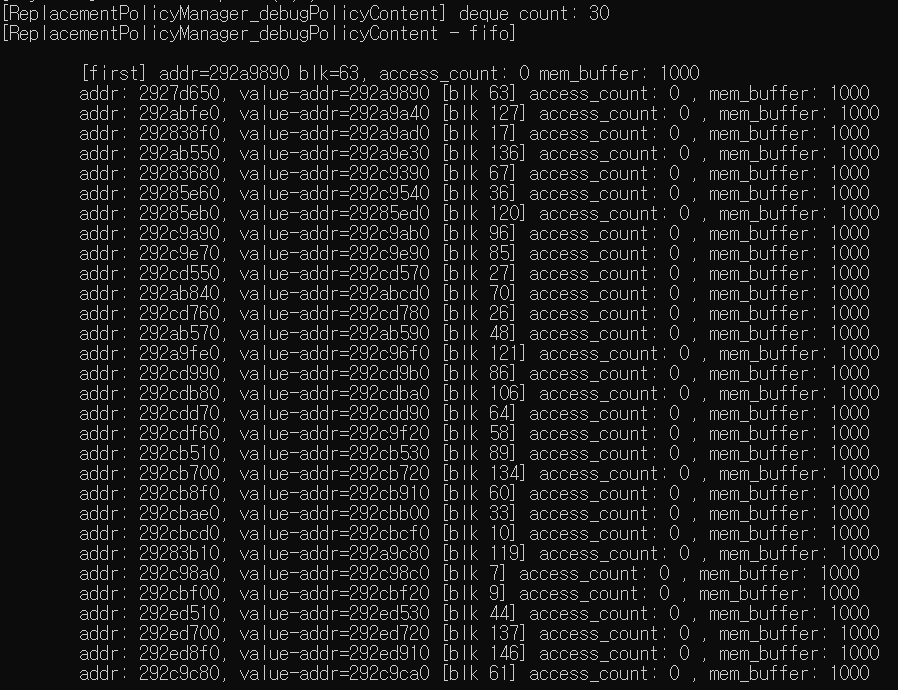 [ReplacementPolicyManager_debugPolicyContent] deque count: 30
[ReplacementPolicyManager_debugPolicyContent - fifo]
[first] addr=292a9890 blk=63, access_count: 0 mem_buffer: 1000
addr: 2927d650, value-addr=292a9890 [blk 63] access_count: 0 , mem_buffer: 1000
addr: 292abfe0, value-addr=292a9a40 [blk 127] access_count: 0 , mem_buffer: 1000
addr: 292838f0, value-addr=292a9ad0 [blk 17] access_count: 0 , mem_buffer: 1000
addr: 292ab550, value-addr=292a9e30 [blk 136] access_count: 0 , mem_buffer: 1000
addr: 29283680, value-addr=292c9390 [blk 67] access_count: 0 , mem_buffer: 1000
addr: 29285e60, value-addr=292c9540 [blk 36] access_count: 0 , mem_buffer: 1000
addr: 29285eb0, value-addr=29285ed0 [blk 120] access_count: 0 , mem_buffer: 1000
addr: 292c9a90, value-addr=292c9ab0 [blk 96] access_count: 0 , mem_buffer: 1000
addr: 292c9e70, value-addr=292c9e90 [blk 85] access_count: 0 , mem_buffer: 1000
addr: 292cd550, value-addr=292cd570 [blk 27] access_count: 0 , mem_buffer: 1000
addr: 292ab840, value-addr=292abcd0 [blk 70] access_count: 0 , mem_buffer: 1000
addr: 292cd760, value-addr=292cd780 [blk 26] access_count: 0 , mem_buffer: 1000
addr: 292ab570, value-addr=292ab590 [blk 48] access_count: 0 , mem_buffer: 1000
addr: 292a9fe0, value-addr=292c96f0 [blk 121] access_count: 0 , mem_buffer: 1000
addr: 292cd990, value-addr=292cd9b0 [blk 86] access_count: 0 , mem_buffer: 1000
addr: 292cdb80, value-addr=292cdba0 [blk 106] access_count: 0 , mem_buffer: 1000
addr: 292cdd70, value-addr=292cdd90 [blk 64] access_count: 0 , mem_buffer: 1000
addr: 292cdf60, value-addr=292c9f20 [blk 58] access_count: 0 , mem_buffer: 1000
addr: 292cb510, value-addr=292cb530 [blk 89] access_count: 0 , mem_buffer: 1000
addr: 292cb700, value-addr=292cb720 [blk 134] access_count: 0 , mem_buffer: 1000
addr: 292cb8f0, value-addr=292cb910 [blk 60] access_count: 0 , mem_buffer: 1000
addr: 292cbae0, value-addr=292cbb00 [blk 33] access_count: 0 , mem_buffer: 1000
addr: 292cbcd0, value-addr=292cbcf0 [blk 10] access_count: 0 , mem_buffer: 1000
addr: 29283b10, value-addr=292a9c80 [blk 119] access_count: 0 , mem_buffer: 1000
addr: 292c98a0, value-addr=292c98c0 [blk 7] access_count: 0 , mem_buffer: 1000
addr: 292cbf00, value-addr=292cbf20 [blk 9] access_count: 0 , mem_buffer: 1000
addr: 292ed510, value-addr=292ed530 [blk 44] access_count: 0 , mem_buffer: 1000
addr: 292ed700, value-addr=292ed720 [blk 137] access_count: 0 , mem_buffer: 1000
addr: 292ed8f0, value-addr=292ed910 [blk 146] access_count: 0 , mem_buffer: 1000
addr: 292c9c80, value-addr=292c9ca0 [blk 61] access_count: 0 , mem_buffer: 1000